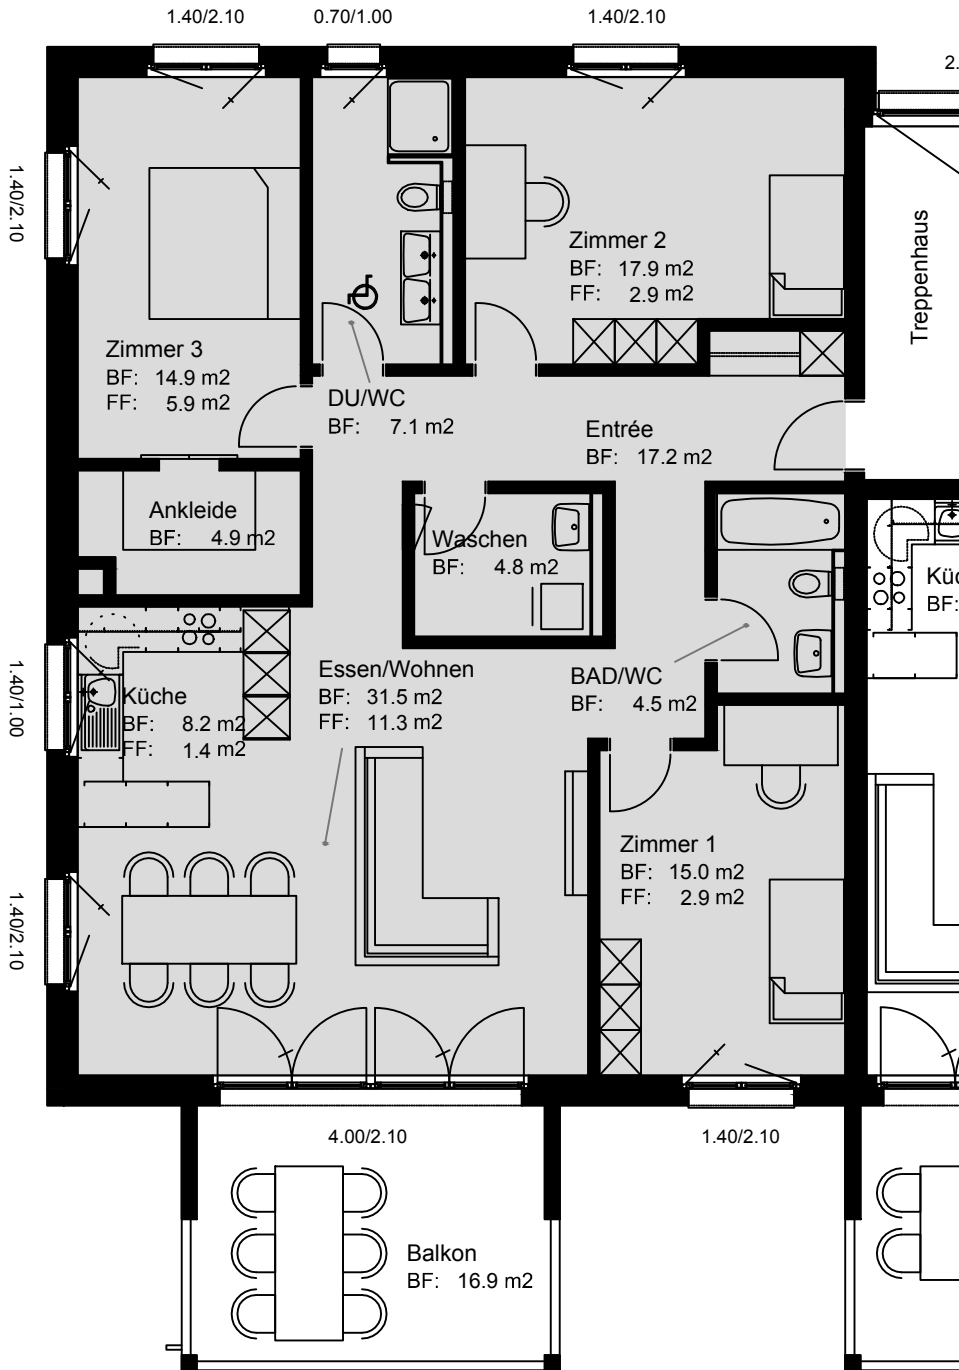 1.40/2.10
0.70/1.00
1.40/2.10
2.
1.40/2.10
Treppenhaus
Zimmer 2
BF: 17.9 m2
FF: 2.9 m2
Zimmer 3
BF: 14.9 m2
FF: 5.9 m2
DU/WC
BF: 7.1 m2
Entrée
BF: 17.2 m2
Ankleide
BF: 4.9 m2
Waschen
BF: 4.8 m2
Küc
BF:
1.40/1.00
Küche
BF: 8.2 m2
FF: 1.4 m2
Essen/Wohnen
BF: 31.5 m2
FF: 11.3 m2
BAD/WC
BF: 4.5 m2
Zimmer 1
BF: 15.0 m2
FF: 2.9 m2
1.40/2.10
4.00/2.10
1.40/2.10
Balkon
BF: 16.9 m2